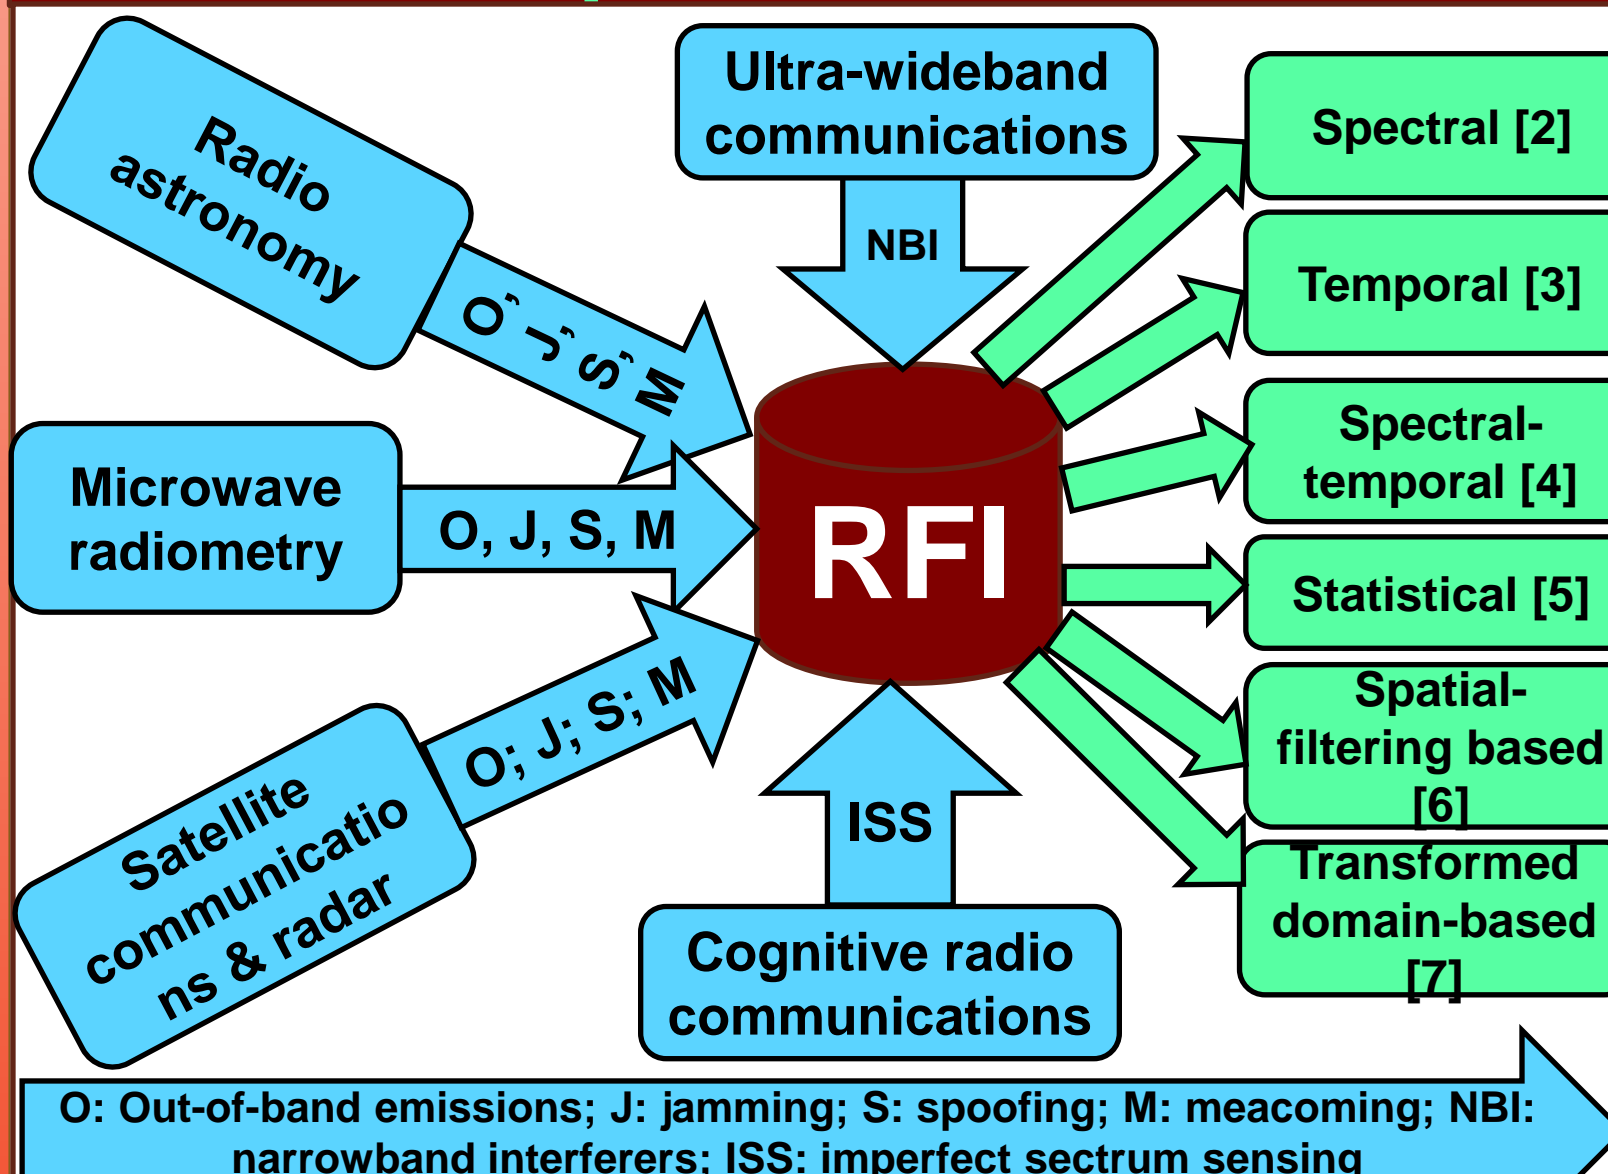 Radio
astronomy
O, J, S, M
Ultra-wideband
communications
NBI
Microwave
radiometry
O, J, S, M
Satellite
communicatio
ns & radar
O; J; S; M
RFI
ISS
Cognitive radio
communications
Spectral [2]
Temporal [3]
Spectral-
temporal [4]
Statistical [5]
Spatial-
filtering based
[6]
Transformed
domain-based
[7]
O: Out-of-band emissions; J: jamming; S: spoofing; M: meacoming; NBI:
narrowband interferers; ISS: imperfect sectrum sensing